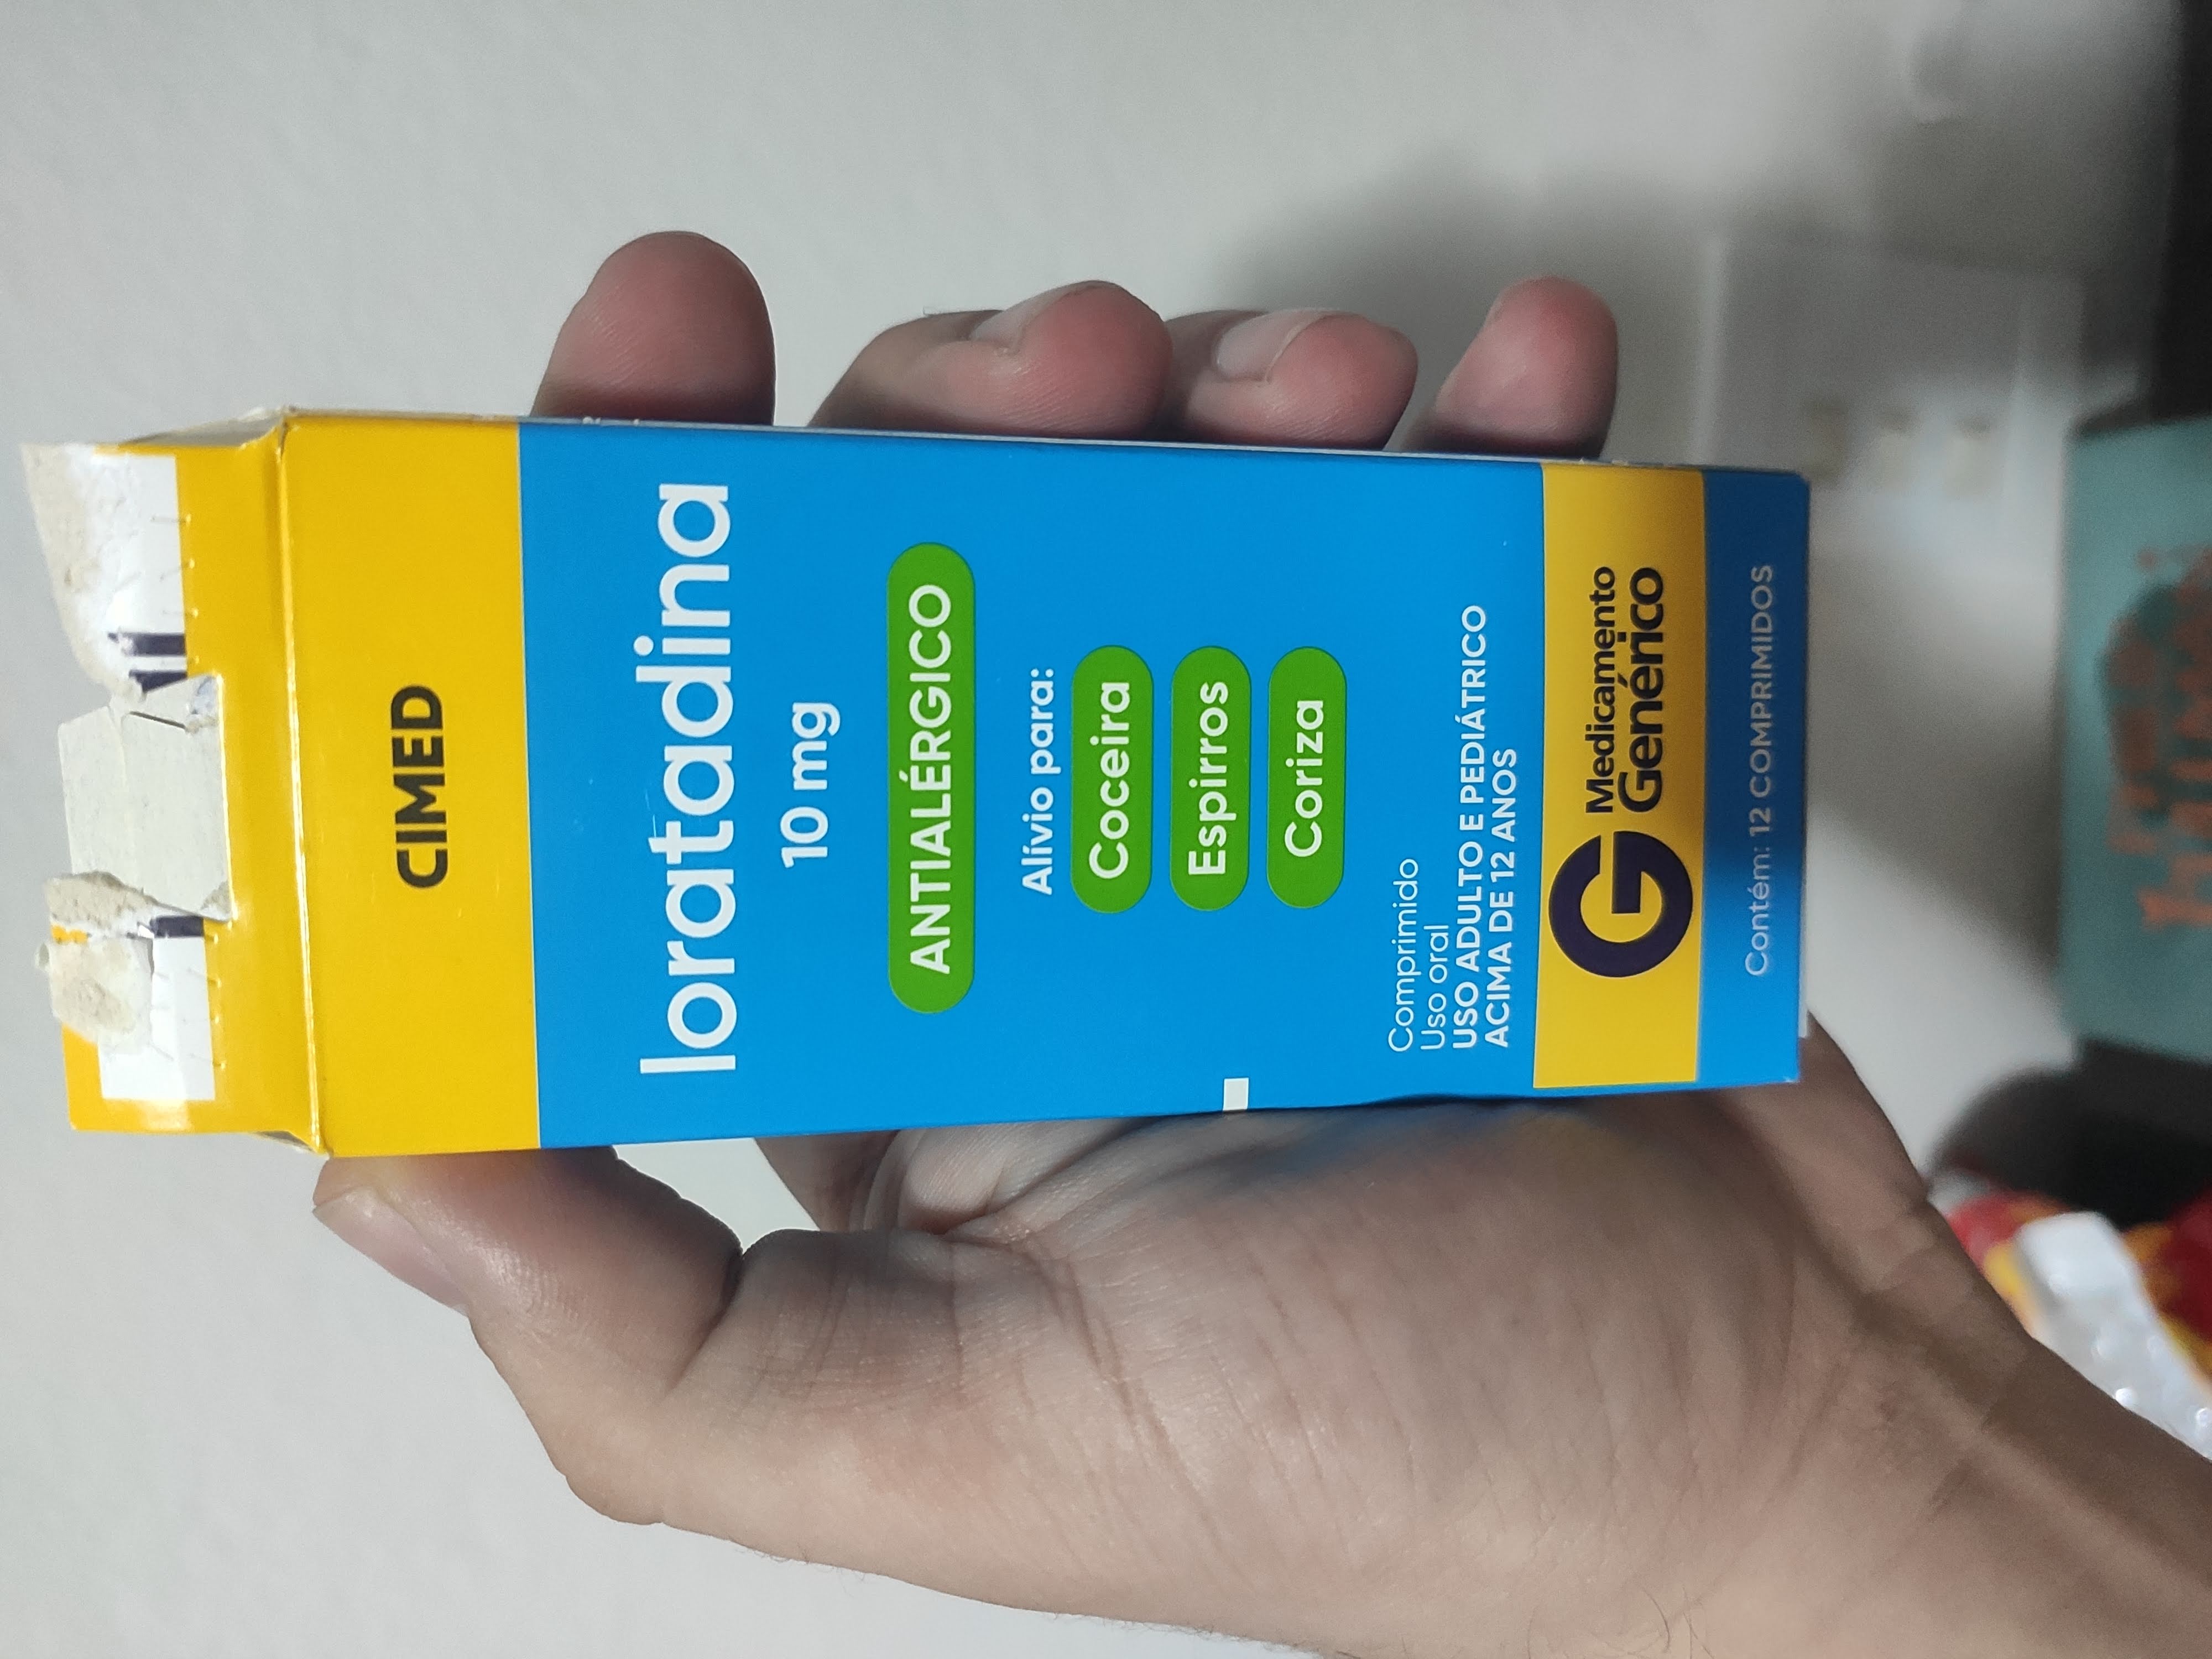 CIMED
loratadina
10 mg
ANTIALÉRGICO
Alívio para:
Coceira
Espirros
Coriza
Comprimido
Uso oral
USO ADULTO E PEDIÁTRICO
ACIMA DE 12 ANOS
G Medicamento
Genérico
Contém: 12 COMPRIMIDOS